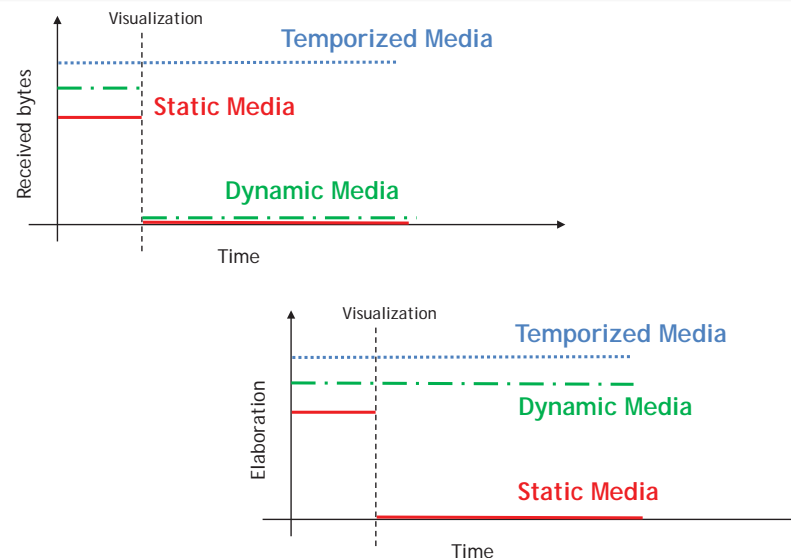 Visualization
Temporized Media
Static Media
Received bytes
Dynamic Media
Time
Visualization
Temporized Media
Dynamic Media
Elaboration
Static Media
Time